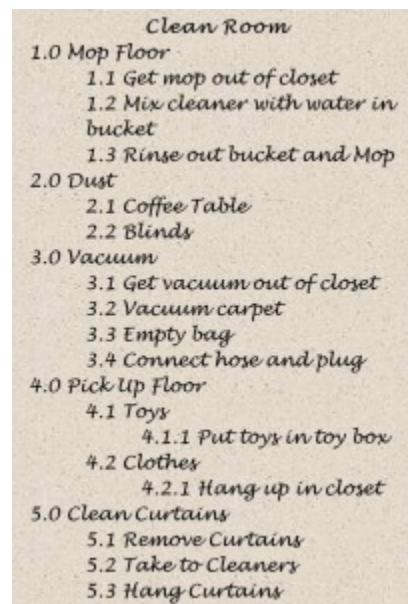 Clean Room
1.0 Mop Floor
1.1 Get mop out of closet
1.2 Mix cleaner with water in
bucket
1.3 Rinse out bucket and Mop
2.0 Dust
2.1 Coffee Table
2.2 Blinds
3.0 Vacuum
3.1 Get vacuum out of closet
3.2 Vacuum carpet
3.3 Empty bag
3.4 Connect hose and plug
4.0 Pick Up Floor
4.1 Toys
4.1.1 Put toys in toy box
4.2 Clothes
4.2.1 Hang up in closet
5.0 Clean Curtains
5.1 Remove Curtains
5.2 Take to Cleaners
5.3 Hang Curtains